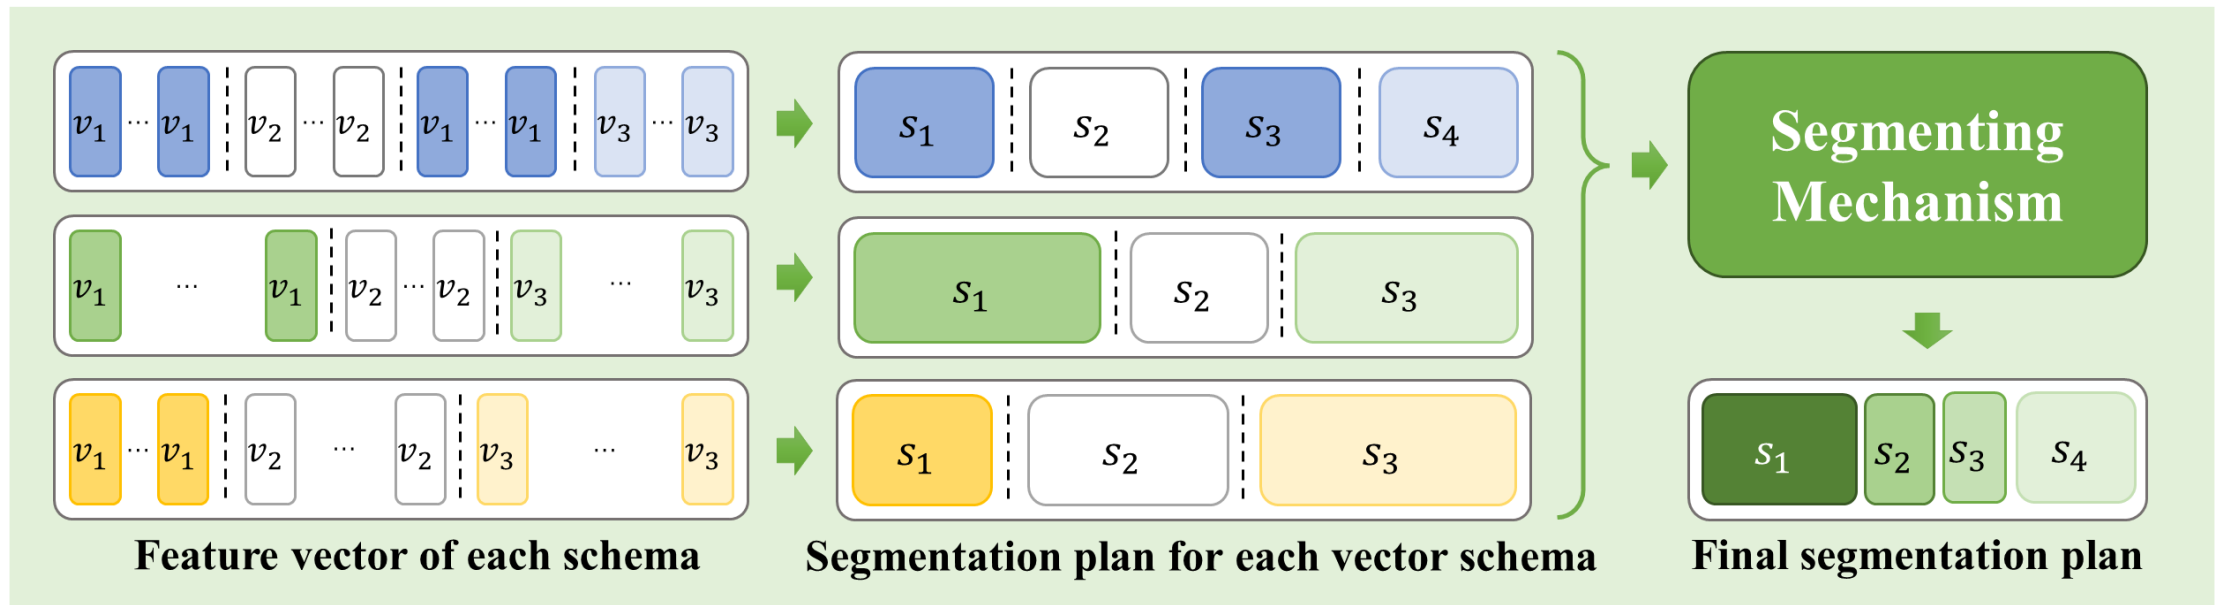 v₁ ⋯ v₁ v₂ ⋯ v₂ v₁ ⋯ v₁ v₃ ⋯ v₃
s₁ s₂ s₃ s₄
Segmenting
Mechanism
v₁ ⋯ v₁ v₂ ⋯ v₂ v₃ ⋯ v₃
s₁ s₂ s₃
v₁ ⋯ v₁ v₂ ⋯ v₂ v₃ ⋯ v₃
s₁ s₂ s₃
s₁ s₂ s₃ s₄
Feature vector of each schema
Segmentation plan for each vector schema
Final segmentation plan